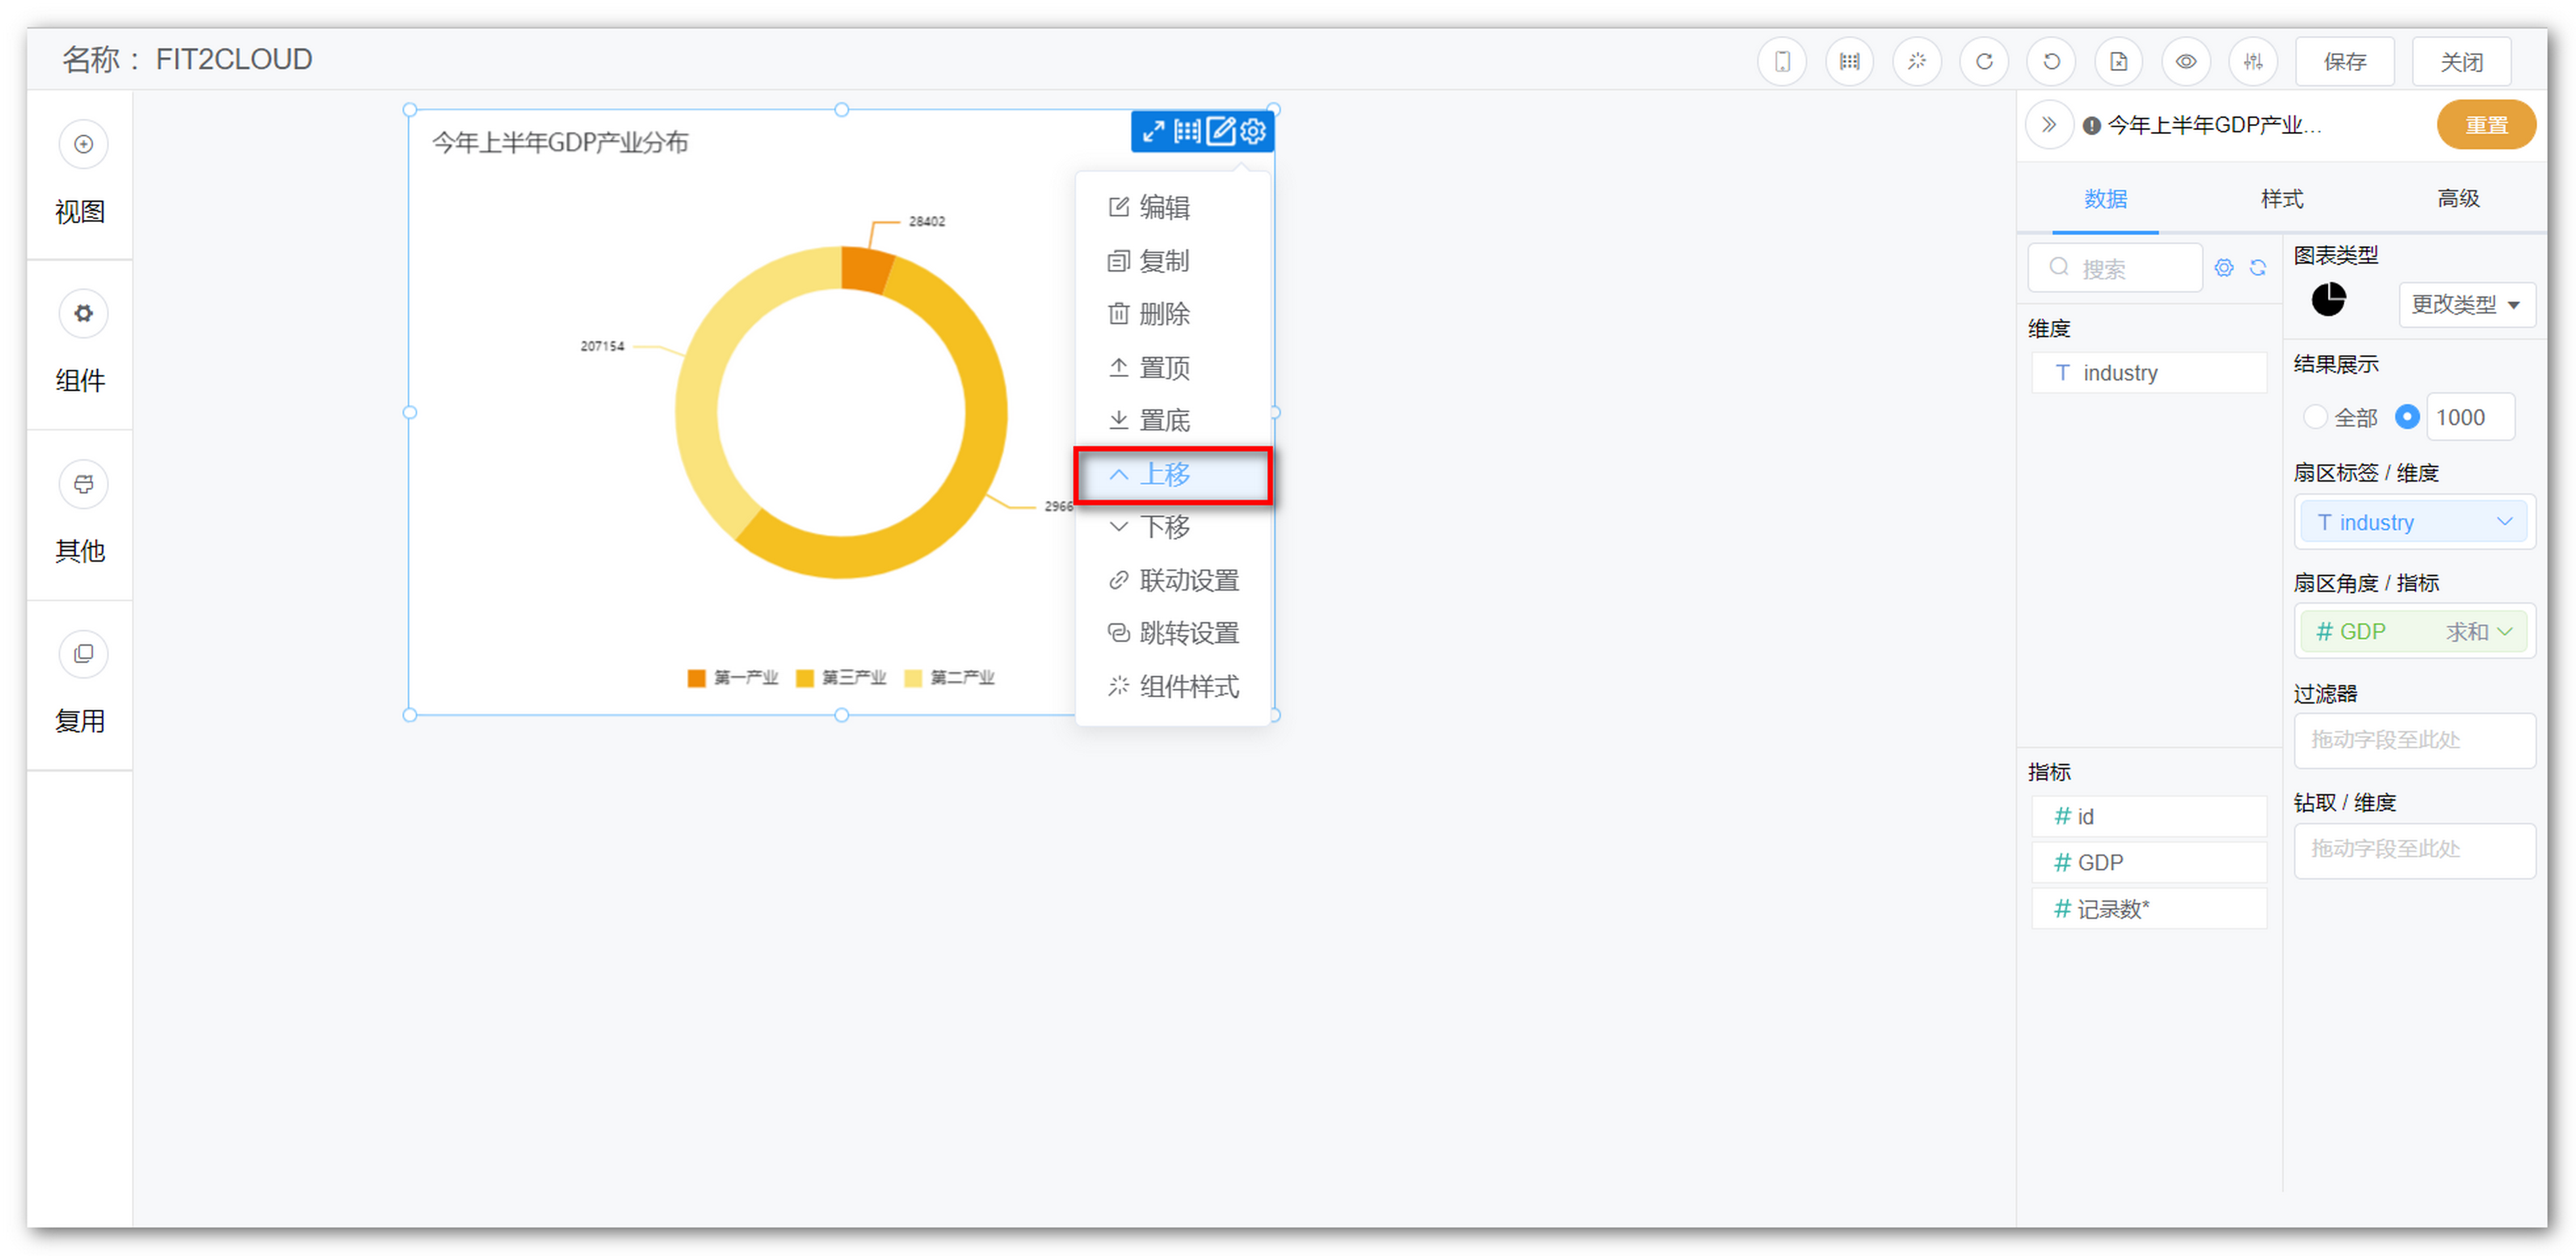 名称： FIT2CLOUD
保存
关闭
视图
组件
其他
复用
今年上半年GDP产业分布
28402
207154
2966
第一产业
第三产业
第二产业
编辑
复制
删除
置顶
置底
上移
下移
联动设置
跳转设置
组件样式
今年上半年GDP产业...
重置
数据
样式
高级
搜索
维度
T industry
指标
# id
# GDP
# 记录数*
图表类型
更改类型
结果展示
全部
1000
扇区标签 / 维度
T industry
扇区角度 / 指标
# GDP 求和
过滤器
拖动字段至此处
钻取 / 维度
拖动字段至此处